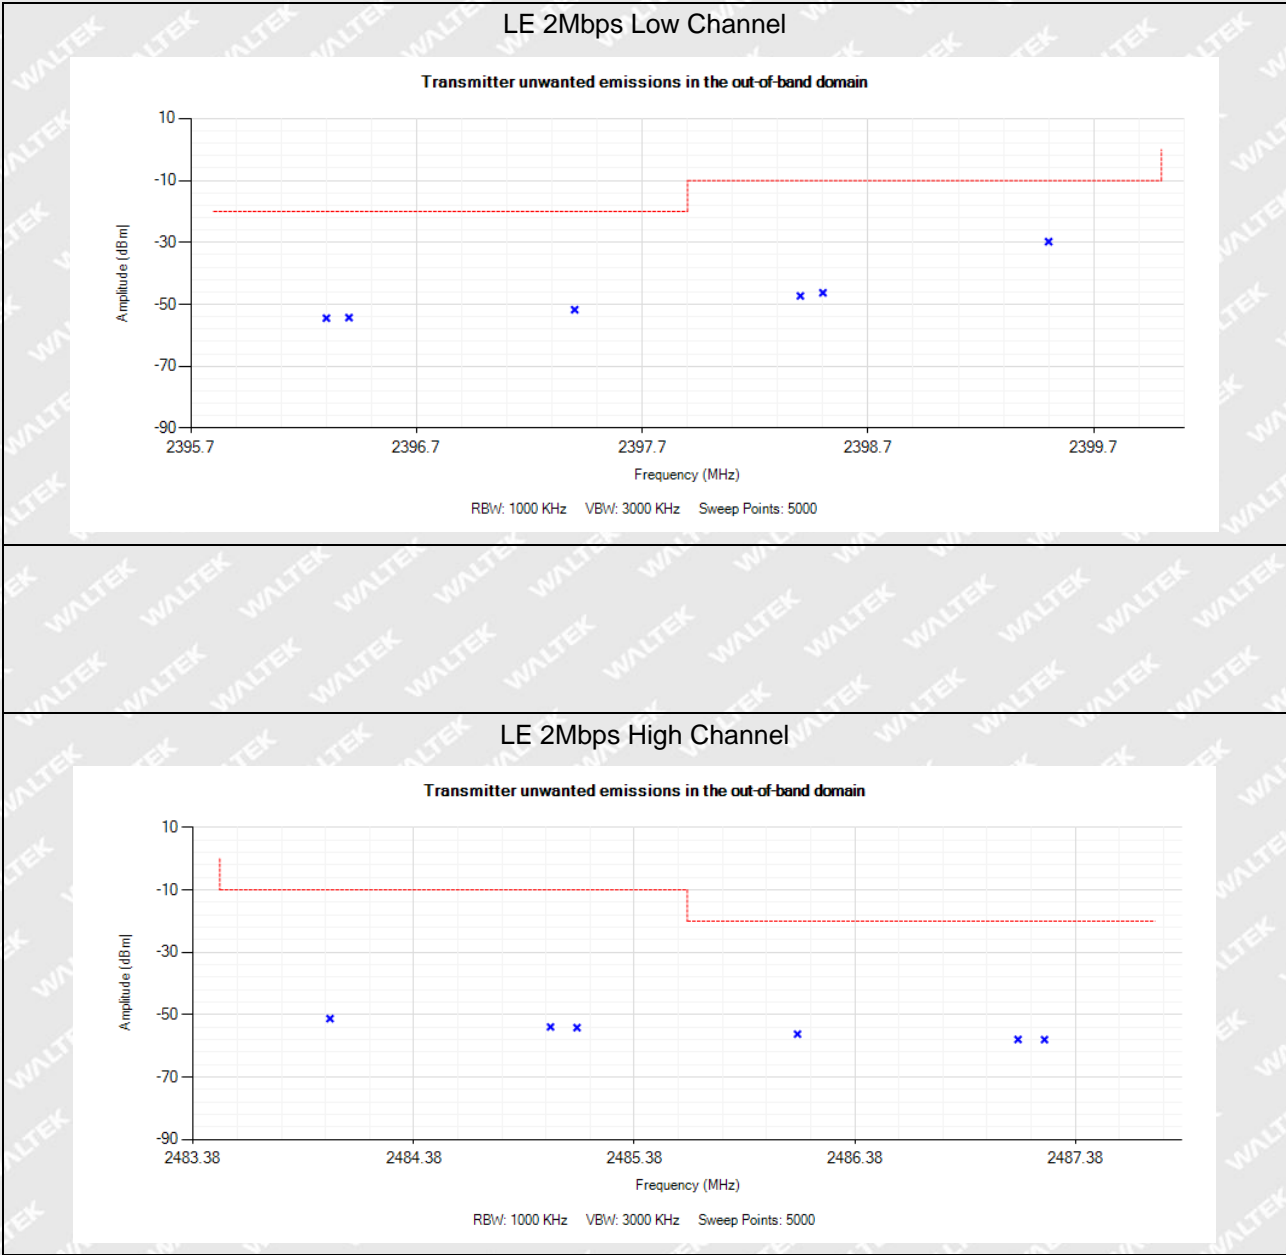 LE 2Mbps Low Channel
Transmitter unwanted emissions in the out-of-band domain
10
-10
-30
-50
-70
-90
Amplitude (dBm)
2395.7 2396.7 2397.7 2398.7 2399.7
Frequency (MHz)
RBW: 1000 KHz VBW: 3000 KHz Sweep Points: 5000
LE 2Mbps High Channel
Transmitter unwanted emissions in the out-of-band domain
10
-10
-30
-50
-70
-90
Amplitude (dBm)
2483.38 2484.38 2485.38 2486.38 2487.38
Frequency (MHz)
RBW: 1000 KHz VBW: 3000 KHz Sweep Points: 5000
WALTEK